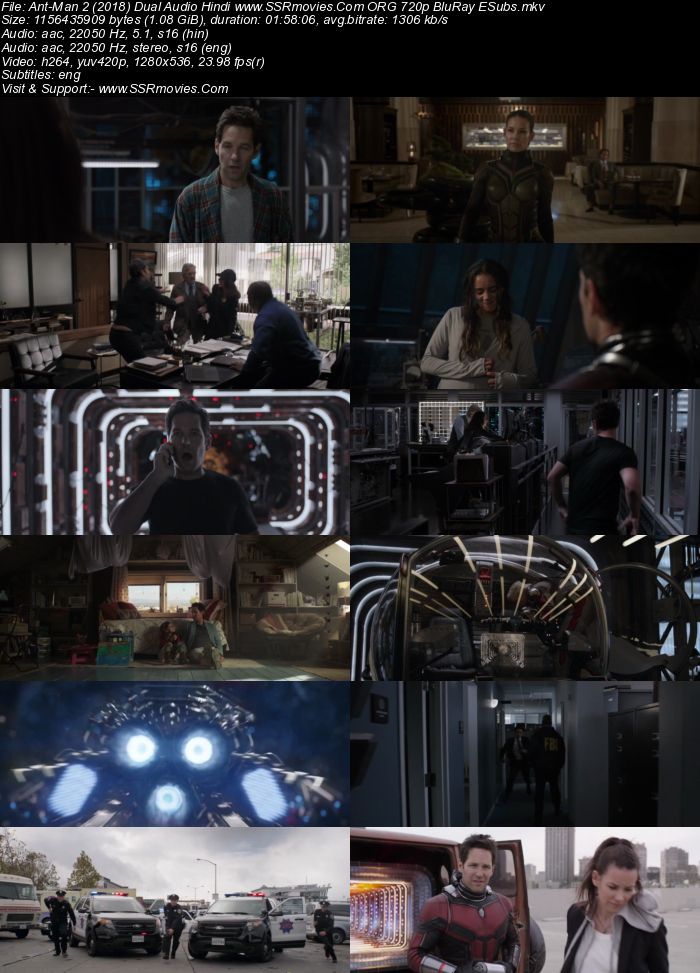 File: Ant-Man 2 (2018) Dual Audio Hindi www.SSRmovies.Com ORG 720p BluRay ESubs.mkv
Size: 1156435909 bytes (1.08 GiB), duration: 01:58:06, avg.bitrate: 1306 kb/s
Audio: aac, 22050 Hz, 5.1, s16 (hin)
Audio: aac, 22050 Hz, stereo, s16 (eng)
Video: h264, yuv420p, 1280x536, 23.98 fps(r)
Subtitles: eng
Visit & Support:- www.SSRmovies.Com
FBI